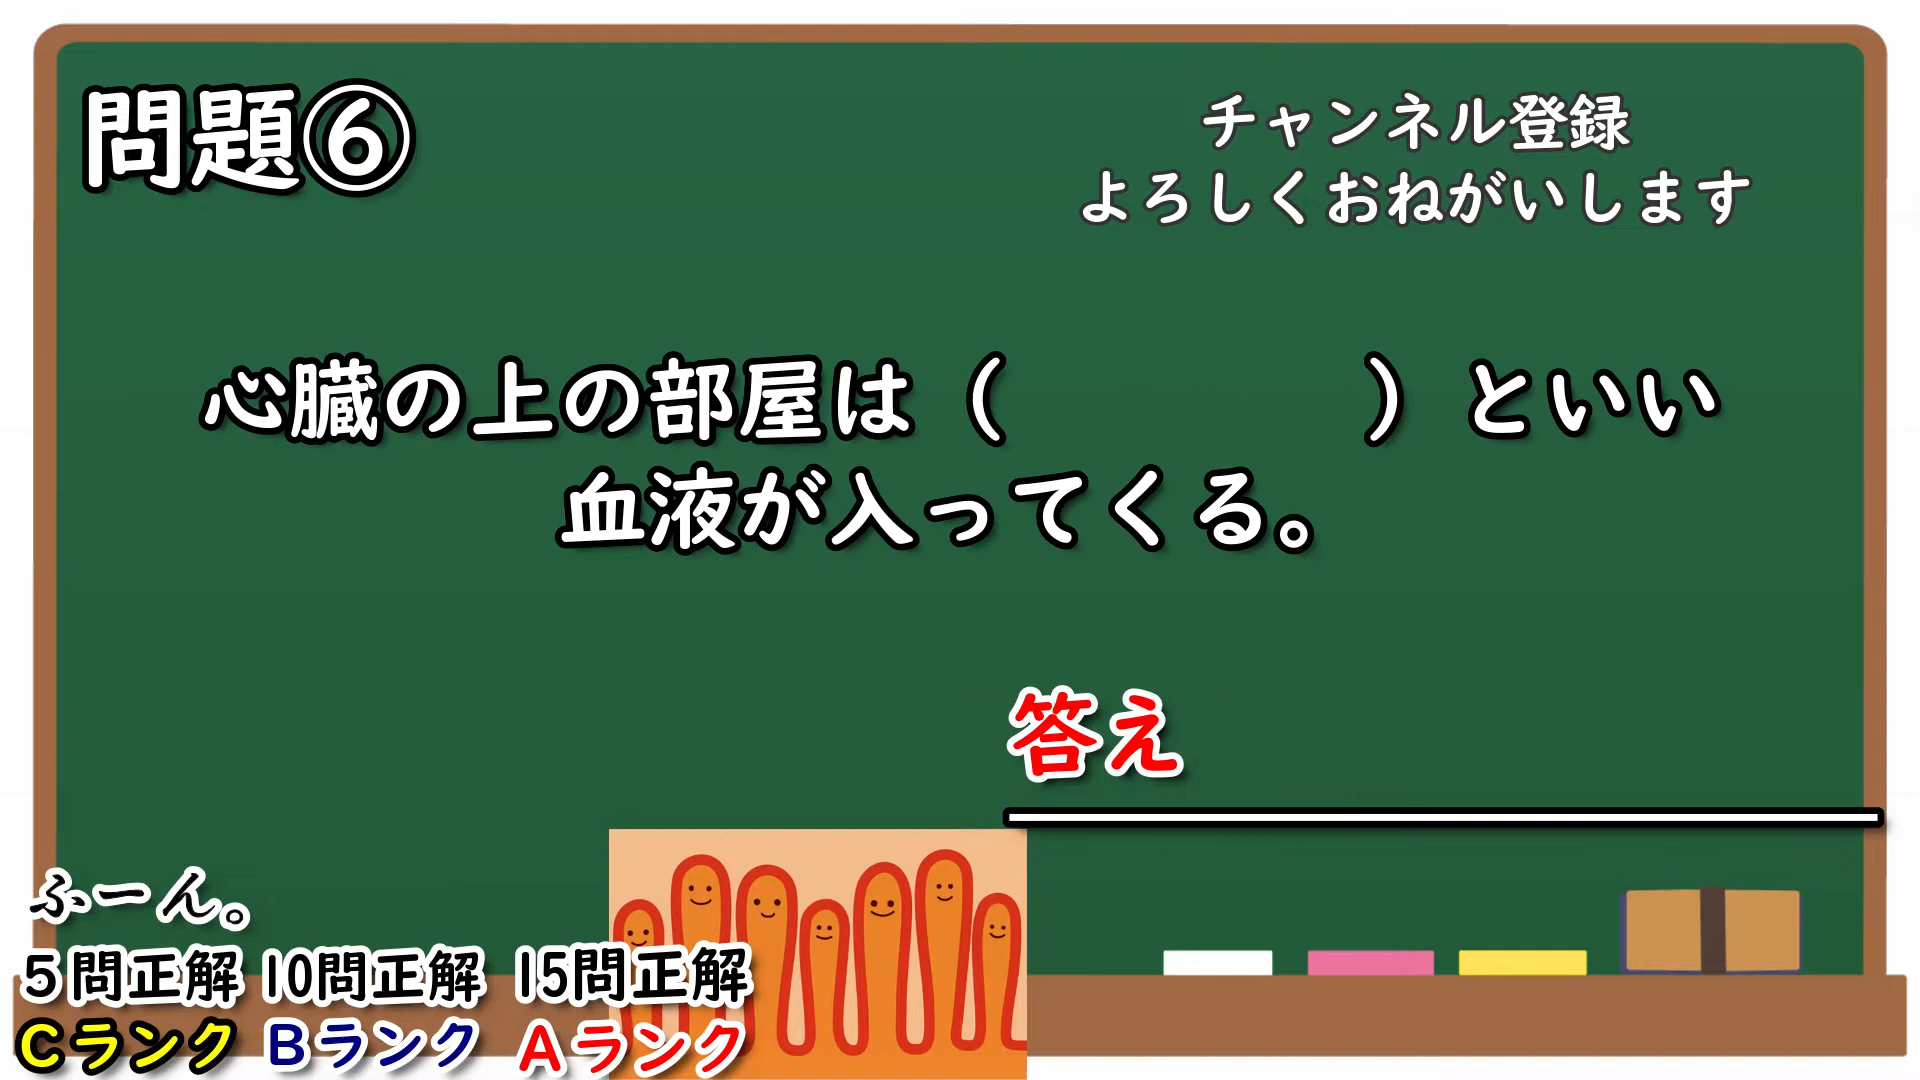 問題⑥
チャンネル登録
よろしくおねがいします
心臓の上の部屋は（　　　　）といい
血液が入ってくる。
答え
ふーん。
５問正解 10問正解 15問正解
Cランク Bランク Aランク